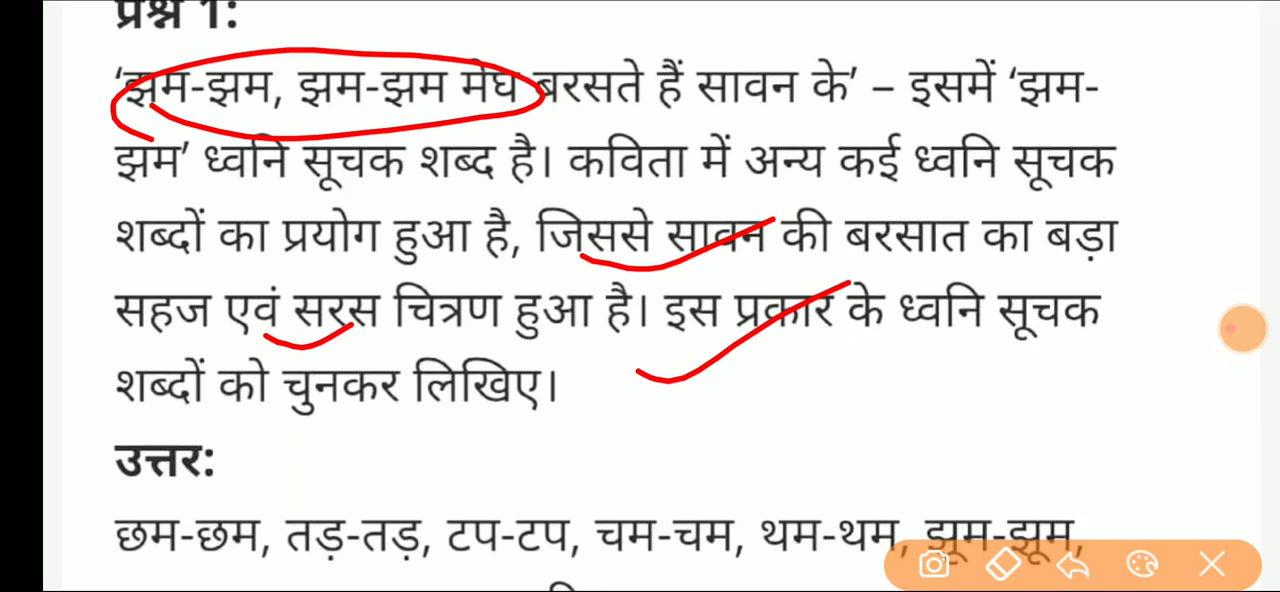 प्रश्न 1:
‘झम-झम, झम-झम मेघ बरसते हैं सावन के’ – इसमें ‘झम-
झम’ ध्वनि सूचक शब्द है। कविता में अन्य कई ध्वनि सूचक
शब्दों का प्रयोग हुआ है, जिससे सावन की बरसात का बड़ा
सहज एवं सरस चित्रण हुआ है। इस प्रकार के ध्वनि सूचक
शब्दों को चुनकर लिखिए।
उत्तर:
छम-छम, तड़-तड़, टप-टप, चम-चम, थम-थम, झूम-झूम,